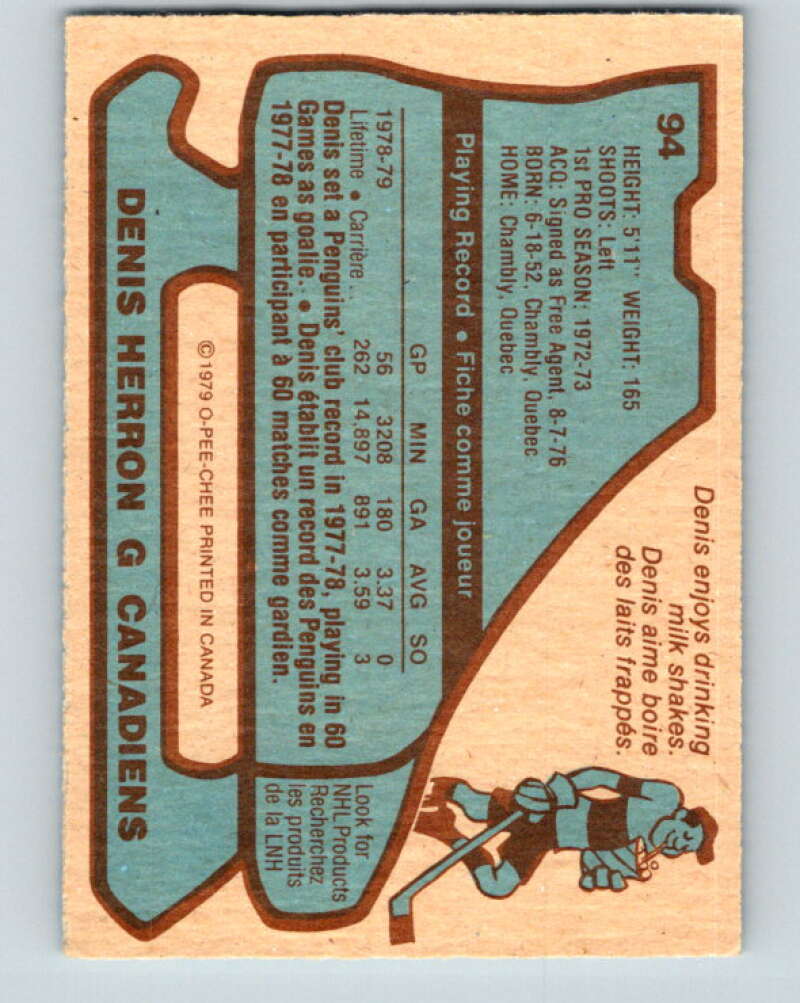 94
HEIGHT: 5'11" WEIGHT: 165
SHOOTS: Left
1st PRO SEASON: 1972-73
ACQ: Signed as Free Agent, 8-7-76
BORN: 6-18-52, Chambly, Quebec
HOME: Chambly, Quebec
Denis enjoys drinking
milk shakes.
Denis aime boire
des laits frappés.
Playing Record • Fiche comme joueur
GP MIN GA AVG SO
1978-79 56 3208 180 3.37 0
Lifetime • Carrière .. 262 14,897 891 3.59 3
Denis set a Penguins' club record in 1977-78, playing in 60
Games as goalie. • Denis établit un record des Penguins en
1977-78 en participant à 60 matches comme gardien.
Look for
NHL Products
Recherchez
les produits
de la LNH
© 1979 O-PEE-CHEE PRINTED IN CANADA
DENIS HERRON G CANADIENS